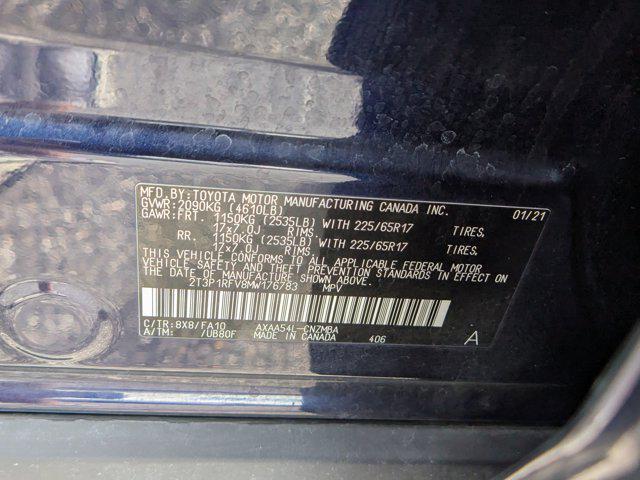 MFD.BY:TOYOTA MOTOR MANUFACTURING CANADA INC. 01/21
GVWR:2090KG (4610LB)
GAWR:FRT. 1150KG (2535LB) WITH 225/65R17 TIRES,
17x7.0J RIMS,
RR. 1150KG (2535LB) WITH 225/65R17 TIRES,
17x7.0J RIMS,
THIS VEHICLE CONFORMS TO ALL APPLICABLE FEDERAL MOTOR
VEHICLE SAFETY AND THEFT PREVENTION STANDARDS IN EFFECT
ON THE DATE OF MANUFACTURE SHOWN ABOVE.
2T3P1RFV8MW176783 MPV
C/TR:8X8/FA10 AXAA54L-CNZMBA A
A/TM: /UB80F MADE IN CANADA 406